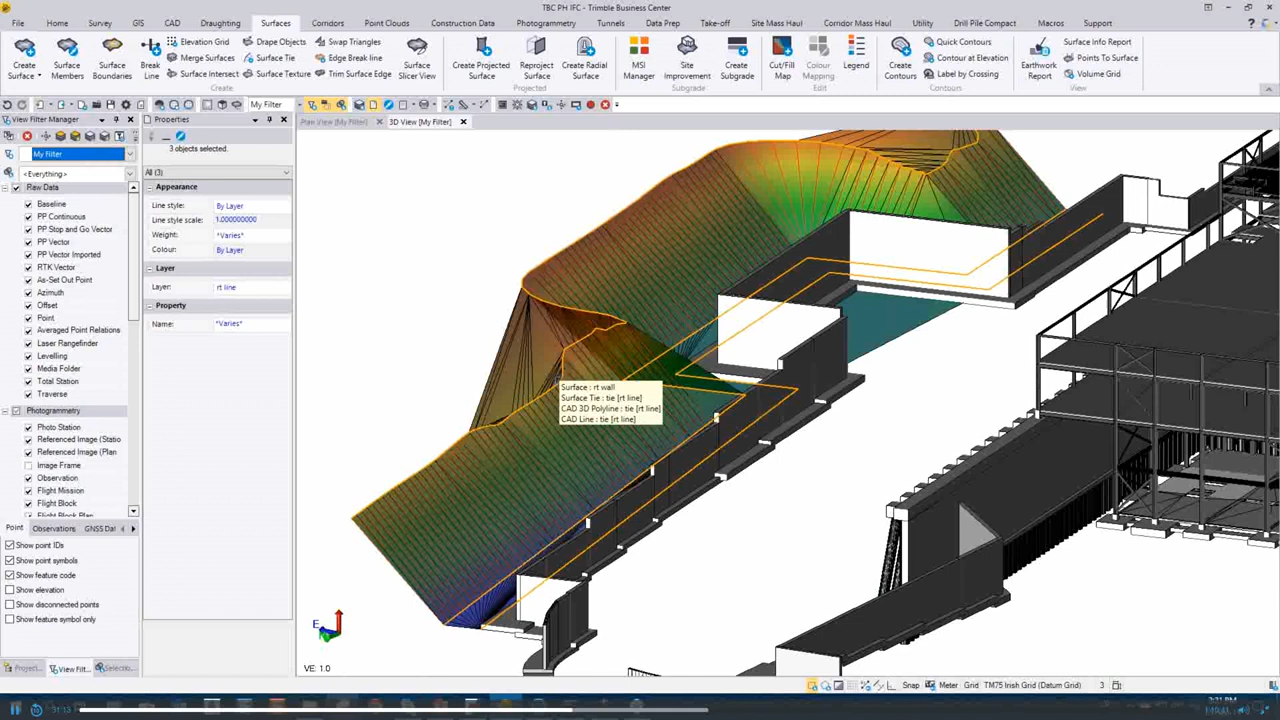 TBC PH IFC - Trimble Business Center
File Home Survey GIS CAD Draughting Surfaces Corridors Point Clouds Construction Data Photogrammetry Tunnels Data Prep Take-off Site Mass Haul Corridor Mass Haul Utility Drill Pile Compact Macros Support
Create Surface
Surface Members
Surface Boundaries
Break Line
Elevation Grid
Merge Surfaces
Surface Intersect
Drape Objects
Surface Tie
Surface Texture
Swap Triangles
Edge Break line
Trim Surface Edge
Surface Slicer View
Create
Create Projected Surface
Reproject Surface
Create Radial Surface
Projected
MSI Manager
Site Improvement
Create Subgrade
Subgrade
Cut/Fill Map
Colour Mapping
Legend
Edit
Create Contours
Quick Contours
Contour at Elevation
Label by Crossing
Contours
Earthwork Report
Surface Info Report
Points To Surface
Volume Grid
View
My Filter
View Filter Manager
My Filter
<Everything>
Raw Data
Baseline
PP Continuous
PP Stop and Go Vector
PP Vector
PP Vector Imported
RTK Vector
As-Set Out Point
Azimuth
Offset
Point
Averaged Point Relations
Laser Rangefinder
Levelling
Media Folder
Total Station
Traverse
Photogrammetry
Photo Station
Referenced Image (Statio
Referenced Image (Plan
Image Frame
Observation
Flight Mission
Flight Block
Flight Block Plan
Point Observations GNSS Dat
Show point IDs
Show point symbols
Show feature code
Show elevation
Show disconnected points
Show feature symbol only
Project... View Filt... Selectio...
Properties
3 objects selected.
All (3)
Appearance
Line style: By Layer
Line style scale: 1.000000000
Weight: *Varies*
Colour: By Layer
Layer
Layer: rt line
Property
Name: *Varies*
Plan View [My Filter]
3D View [My Filter]
Surface : rt wall
Surface Tie : tie [rt line]
CAD 3D Polyline : tie [rt line]
CAD Line : tie [rt line]
E
VE: 1.0
Snap Meter Grid TM75 Irish Grid (Datum Grid) 3